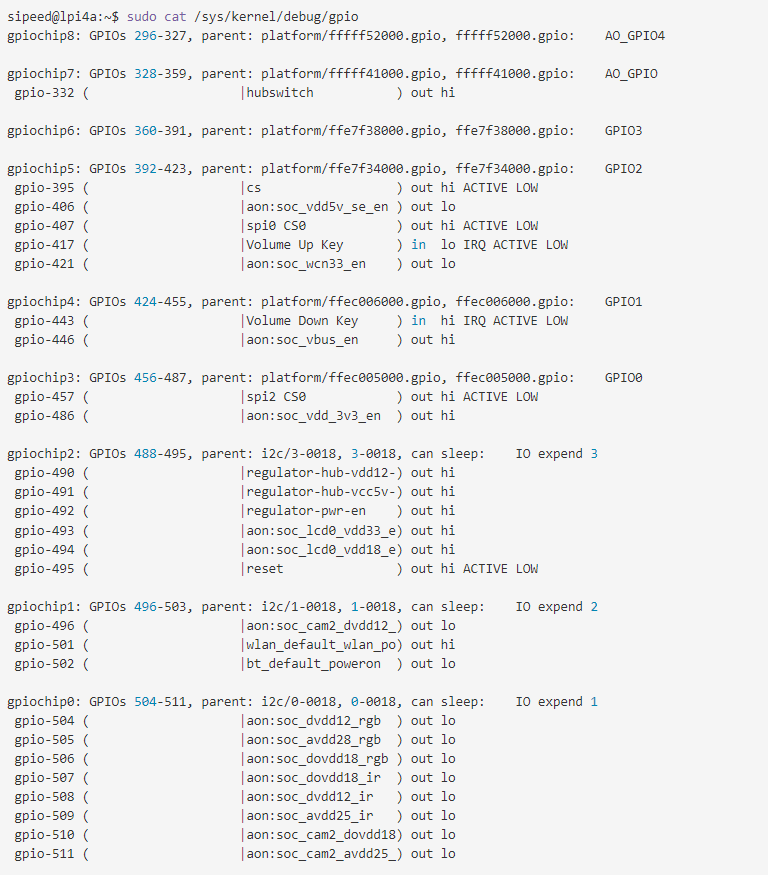 sipeed@lpi4a:~$ sudo cat /sys/kernel/debug/gpio
gpiochip8: GPIOs 296-327, parent: platform/fffff52000.gpio, fffff52000.gpio:    AO_GPIO4
gpiochip7: GPIOs 328-359, parent: platform/fffff41000.gpio, fffff41000.gpio:    AO_GPIO
 gpio-332 (                    |hubswitch           ) out hi
gpiochip6: GPIOs 360-391, parent: platform/ffe7f38000.gpio, ffe7f38000.gpio:    GPIO3
gpiochip5: GPIOs 392-423, parent: platform/ffe7f34000.gpio, ffe7f34000.gpio:    GPIO2
 gpio-395 (                    |cs                  ) out hi ACTIVE LOW
 gpio-406 (                    |aon:soc_vdd5v_se_en ) out lo
 gpio-407 (                    |spi0 CS0            ) out hi ACTIVE LOW
 gpio-417 (                    |Volume Up Key       ) in  lo IRQ ACTIVE LOW
 gpio-421 (                    |aon:soc_wcn33_en    ) out lo
gpiochip4: GPIOs 424-455, parent: platform/ffec006000.gpio, ffec006000.gpio:    GPIO1
 gpio-443 (                    |Volume Down Key     ) in  hi IRQ ACTIVE LOW
 gpio-446 (                    |aon:soc_vbus_en     ) out hi
gpiochip3: GPIOs 456-487, parent: platform/ffec005000.gpio, ffec005000.gpio:    GPIO0
 gpio-457 (                    |spi2 CS0            ) out hi ACTIVE LOW
 gpio-486 (                    |aon:soc_vdd_3v3_en  ) out hi
gpiochip2: GPIOs 488-495, parent: i2c/3-0018, 3-0018, can sleep:    IO expend 3
 gpio-490 (                    |regulator-hub-vdd12-) out hi
 gpio-491 (                    |regulator-hub-vcc5v-) out hi
 gpio-492 (                    |regulator-pwr-en    ) out hi
 gpio-493 (                    |aon:soc_lcd0_vdd33_e) out hi
 gpio-494 (                    |aon:soc_lcd0_vdd18_e) out hi
 gpio-495 (                    |reset               ) out hi ACTIVE LOW
gpiochip1: GPIOs 496-503, parent: i2c/1-0018, 1-0018, can sleep:    IO expend 2
 gpio-496 (                    |aon:soc_cam2_dvdd12_) out lo
 gpio-501 (                    |wlan_default_wlan_po) out hi
 gpio-502 (                    |bt_default_poweron  ) out lo
gpiochip0: GPIOs 504-511, parent: i2c/0-0018, 0-0018, can sleep:    IO expend 1
 gpio-504 (                    |aon:soc_dvdd12_rgb  ) out lo
 gpio-505 (                    |aon:soc_avdd28_rgb  ) out lo
 gpio-506 (                    |aon:soc_dovdd18_rgb ) out lo
 gpio-507 (                    |aon:soc_dovdd18_ir  ) out lo
 gpio-508 (                    |aon:soc_dvdd12_ir   ) out lo
 gpio-509 (                    |aon:soc_avdd25_ir   ) out lo
 gpio-510 (                    |aon:soc_cam2_dovdd18) out lo
 gpio-511 (                    |aon:soc_cam2_avdd25_) out lo